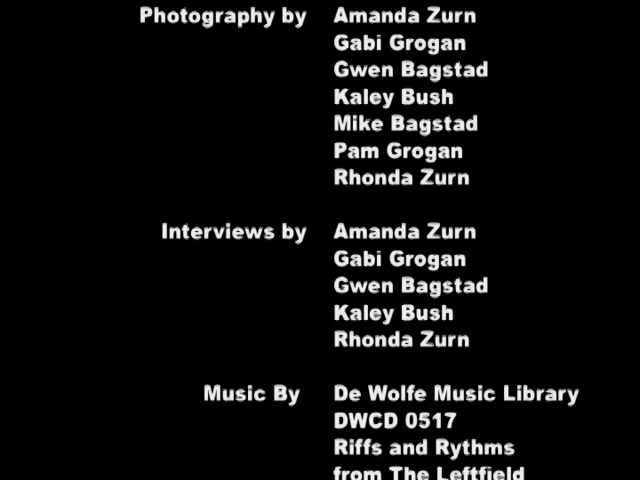 Photography by Amanda Zurn
Gabi Grogan
Gwen Bagstad
Kaley Bush
Mike Bagstad
Pam Grogan
Rhonda Zurn
Interviews by Amanda Zurn
Gabi Grogan
Gwen Bagstad
Kaley Bush
Rhonda Zurn
Music By De Wolfe Music Library
DWCD 0517
Riffs and Rythms
from The Leftfield